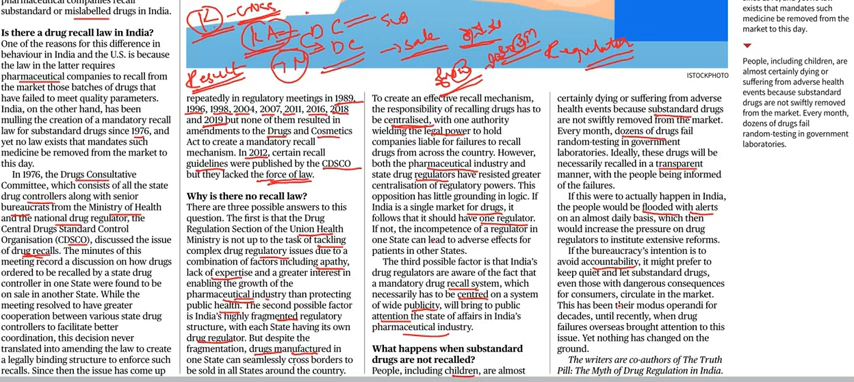 pharmaceutical companies recall
substandard or mislabelled drugs in India.
Is there a drug recall law in India?
One of the reasons for this difference in
behaviour in India and the U.S. is because
the law in the latter requires
pharmaceutical companies to recall from
the market those batches of drugs that
have failed to meet quality parameters.
India, on the other hand, has been
mulling the creation of a mandatory recall
law for substandard drugs since 1976, and
yet no law exists that mandates such
medicine be removed from the market to
this day.
In 1976, the Drugs Consultative
Committee, which consists of all the state
drug controllers along with senior
bureaucrats from the Ministry of Health
and the national drug regulator, the
Central Drugs Standard Control
Organisation (CDSCO), discussed the issue
of drug recalls. The minutes of this
meeting record a discussion on how drugs
ordered to be recalled by a state drug
controller in one State were found to be
on sale in another State. While the
meeting resolved to have greater
cooperation between various state drug
controllers to facilitate better
coordination, this decision never
translated into amending the law to create
a legally binding structure to enforce such
recalls. Since then the issue has come up
Result
DC
DC
sale
Regulator
ISTOCKPHOTO
repeatedly in regulatory meetings in 1989,
1996, 1998, 2004, 2007, 2011, 2016, 2018
and 2019 but none of them resulted in
amendments to the Drugs and Cosmetics
Act to create a mandatory recall
mechanism. In 2012, certain recall
guidelines were published by the CDSCO
but they lacked the force of law.
Why is there no recall law?
There are three possible answers to this
question. The first is that the Drug
Regulation Section of the Union Health
Ministry is not up to the task of tackling
complex drug regulatory issues due to a
combination of factors including apathy,
lack of expertise and a greater interest in
enabling the growth of the
pharmaceutical industry than protecting
public health. The second possible factor
is India's highly fragmented regulatory
structure, with each State having its own
drug regulator. But despite the
fragmentation, drugs manufactured in
one State can seamlessly cross borders to
be sold in all States around the country.
To create an effective recall mechanism,
the responsibility of recalling drugs has to
be centralised, with one authority
wielding the legal power to hold
companies liable for failures to recall
drugs from across the country. However,
both the pharmaceutical industry and
state drug regulators have resisted greater
centralisation of regulatory powers. This
opposition has little grounding in logic. If
India is a single market for drugs, it
follows that it should have one regulator.
If not, the incompetence of a regulator in
one State can lead to adverse effects for
patients in other States.
The third possible factor is that India's
drug regulators are aware of the fact that
a mandatory drug recall system, which
necessarily has to be centred on a system
of wide publicity, will bring to public
attention the state of affairs in India's
pharmaceutical industry.
What happens when substandard
drugs are not recalled?
People, including children, are almost
certainly dying or suffering from adverse
health events because substandard drugs
are not swiftly removed from the market.
Every month, dozens of drugs fail
random-testing in government
laboratories. Ideally, these drugs will be
necessarily recalled in a transparent
manner, with the people being informed
of the failures.
If this were to actually happen in India,
the people would be flooded with alerts
on an almost daily basis, which then
would increase the pressure on drug
regulators to institute extensive reforms.
If the bureaucracy's intention is to
avoid accountability, it might prefer to
keep quiet and let substandard drugs,
even those with dangerous consequences
for consumers, circulate in the market.
This has been their modus operandi for
decades, until recently, when drug
failures overseas brought attention to this
issue. Yet nothing has changed on the
ground.
The writers are co-authors of The Truth
Pill: The Myth of Drug Regulation in India.
exists that mandates such
medicine be removed from the
market to this day.
People, including children, are
almost certainly dying or
suffering from adverse health
events because substandard
drugs are not swiftly removed
from the market. Every month,
dozens of drugs fail
random-testing in government
laboratories.